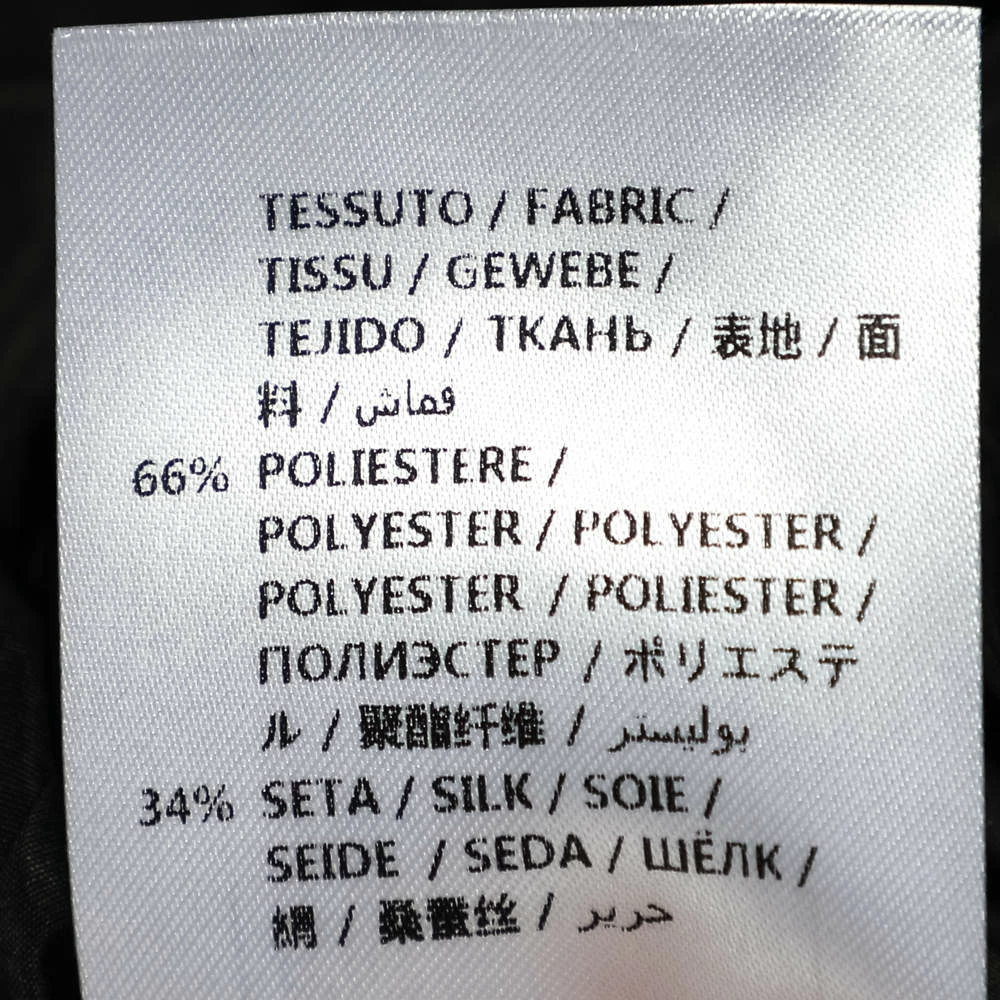 TESSUTO / FABRIC /
TISSU / GEWEBE /
TEJIDO / ТКАНЬ / 表地 / 面
料 / قماش
66% POLIESTERE /
POLYESTER / POLYESTER /
POLYESTER / POLIESTER /
ПОЛИЭСТЕР / ポリエステ
ル / 聚酯纤维 / بوليستر
34% SETA / SILK / SOIE /
SEIDE / SEDA / ШЁЛК /
絹 / 桑蚕丝 / حرير